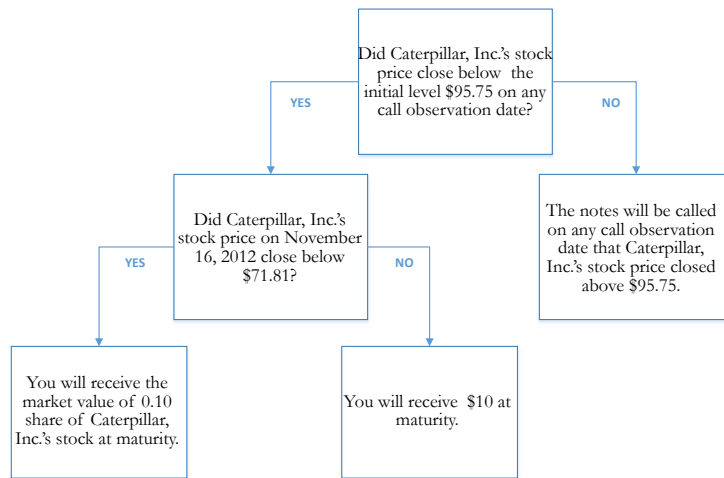 Did Caterpillar, Inc.'s stock
price close below the
initial level $95.75 on any
call observation date?
YES
NO
Did Caterpillar, Inc.'s
stock price on November
16, 2012 close below
$71.81?
The notes will be called
on any call observation
date that Caterpillar,
Inc.'s stock price closed
above $95.75.
YES
NO
You will receive the
market value of 0.10
share of Caterpillar,
Inc.'s stock at maturity.
You will receive $10 at
maturity.